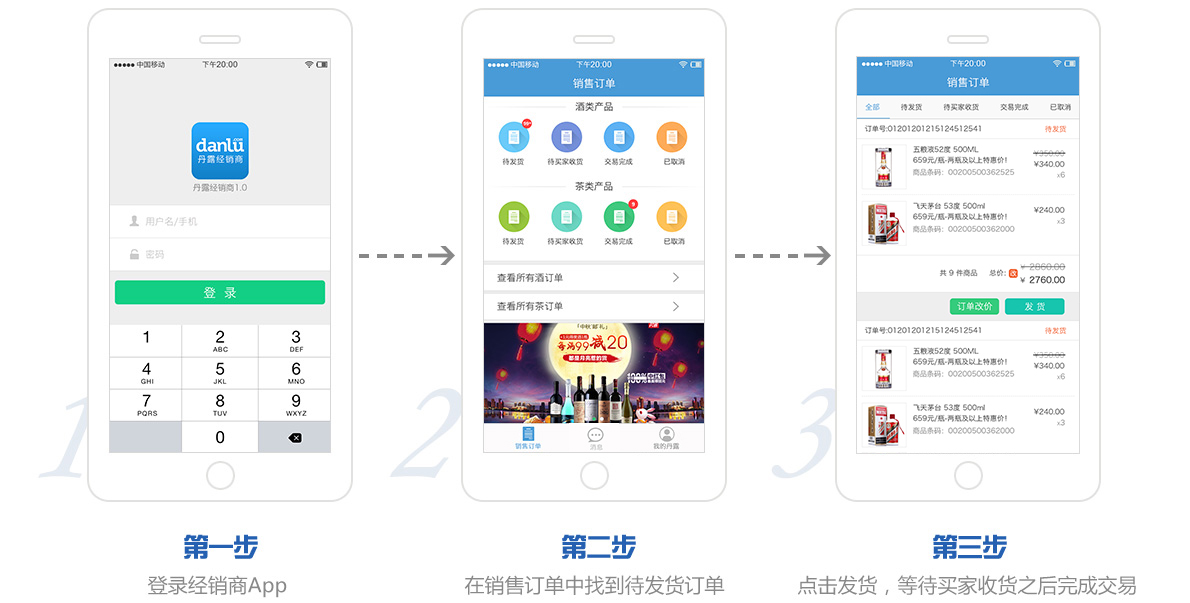 1
中国移动
下午20:00
danlu
.com
丹露经销商
丹露经销商1.0
用户名/手机
密码
登 录
1
2
ABC
3
DEF
4
GHI
5
JKL
6
MNO
7
PQRS
8
TUV
9
WXYZ
0
第一步
登录经销商App
2
中国移动
下午20:00
销售订单
酒类产品
99+
待发货
待买家收货
交易完成
已取消
茶类产品
9
待发货
待买家收货
交易完成
已取消
查看所有酒订单
查看所有茶订单
每满99减20
都是月亮惹的货
100%
销售订单
消息
我的丹露
第二步
在销售订单中找到待发货订单
3
中国移动
下午20:00
销售订单
全部
待发货
待买家收货
交易完成
已取消
订单号:01201201215124512541
待发货
五粮液52度 500ML
¥350.00
659元/瓶-两瓶及以上特惠价!
¥340.00
商品条码：00200500362525
x6
飞天茅台 53度 500ml
¥240.00
659元/瓶-两瓶及以上特惠价!
x3
商品条码：00200500362000
共 9 件商品
总价:
改
¥ 2860.00
¥ 2760.00
订单改价
发 货
订单号:01201201215124512541
待发货
五粮液52度 500ML
¥350.00
659元/瓶-两瓶及以上特惠价!
¥340.00
商品条码：00200500362525
x6
飞天茅台 53度 500ml
¥240.00
659元/瓶-两瓶及以上特惠价!
x3
商品条码：00200500362000
第三步
点击发货，等待买家收货之后完成交易